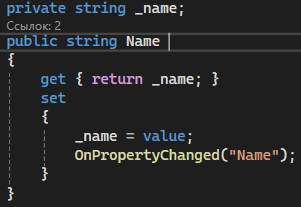 private string _name;
Ссылок: 2
public string Name
{
get { return _name; }
set
{
_name = value;
OnPropertyChanged("Name");
}
}